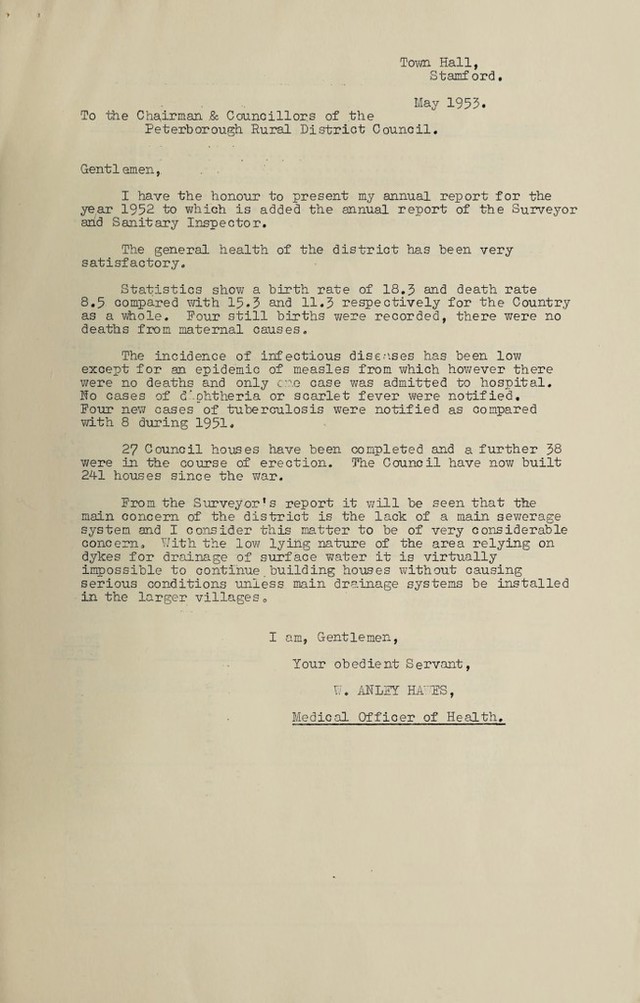 Town Hall,
Stamford.
May 1953.
To the Chairman & Councillors of the
Peterborough Rural District Council.
Gentlemen,
I have the honour to present my annual report for the
year 1952 to which is added the annual report of the Surveyor
and Sanitary Inspector.
The general health of the district has been very
satisfactory.
Statistics show a birth rate of 18.3 and death rate
8.5 compared with 15.3 and 11.3 respectively for the Country
as a whole. Four still births were recorded, there were no
deaths from maternal causes.
The incidence of infectious diseases has been low
except for an epidemic of measles from which however there
were no deaths and only one case was admitted to hospital.
No cases of diphtheria or scarlet fever were notified.
Four new cases of tuberculosis were notified as compared
with 8 during 1951.
27 Council houses have been completed and a further 38
were in the course of erection. The Council have now built
241 houses since the war.
From the Surveyor's report it will be seen that the
main concern of the district is the lack of a main sewerage
system and I consider this matter to be of very considerable
concern. With the low lying nature of the area relying on
dykes for drainage of surface water it is virtually
impossible to continue building houses without causing
serious conditions unless main drainage systems be installed
in the larger villages.
I am, Gentlemen,
Your obedient Servant,
W. ANLEY
Medical Officer of Health.